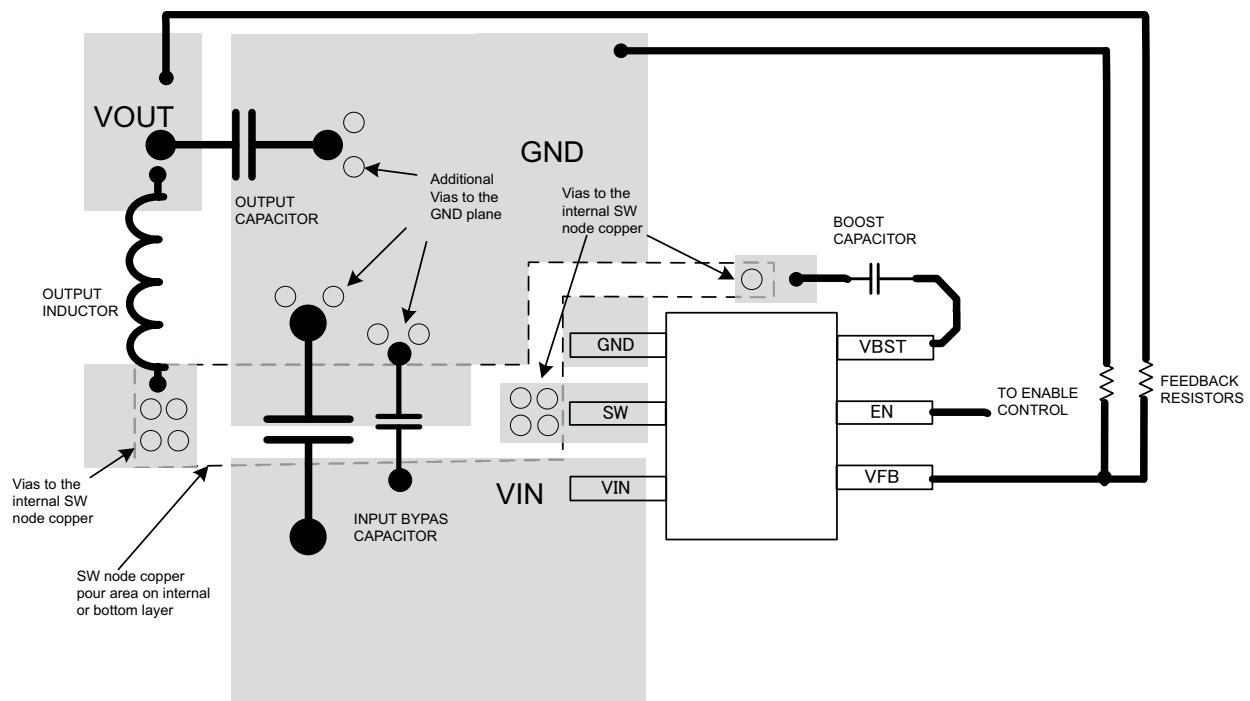 VOUT
GND
OUTPUT
CAPACITOR
Additional
Vias to the
GND plane
Vias to the
internal SW
node copper
BOOST
CAPACITOR
OUTPUT
INDUCTOR
GND
VBST
SW
EN
TO ENABLE
CONTROL
FEEDBACK
RESISTORS
VIN
VIN
VFB
Vias to the
internal SW
node copper
INPUT BYPAS
CAPACITOR
SW node copper
pour area on internal
or bottom layer